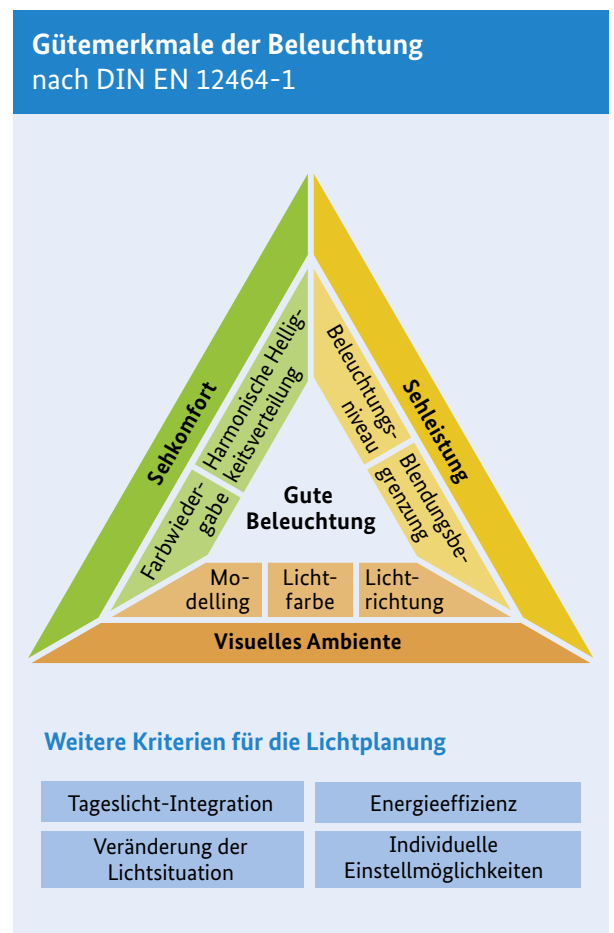 Gütemerkmale der Beleuchtung
nach DIN EN 12464-1
Sehkomfort
Harmonische Hellig-
keitsverteilung
Farbwieder-
gabe
Sehleistung
Beleuchtungs-
niveau
Blendungsbe-
grenzung
Gute
Beleuchtung
Mo-
delling
Licht-
farbe
Licht-
richtung
Visuelles Ambiente
Weitere Kriterien für die Lichtplanung
Tageslicht-Integration
Energieeffizienz
Veränderung der
Lichtsituation
Individuelle
Einstellmöglichkeiten